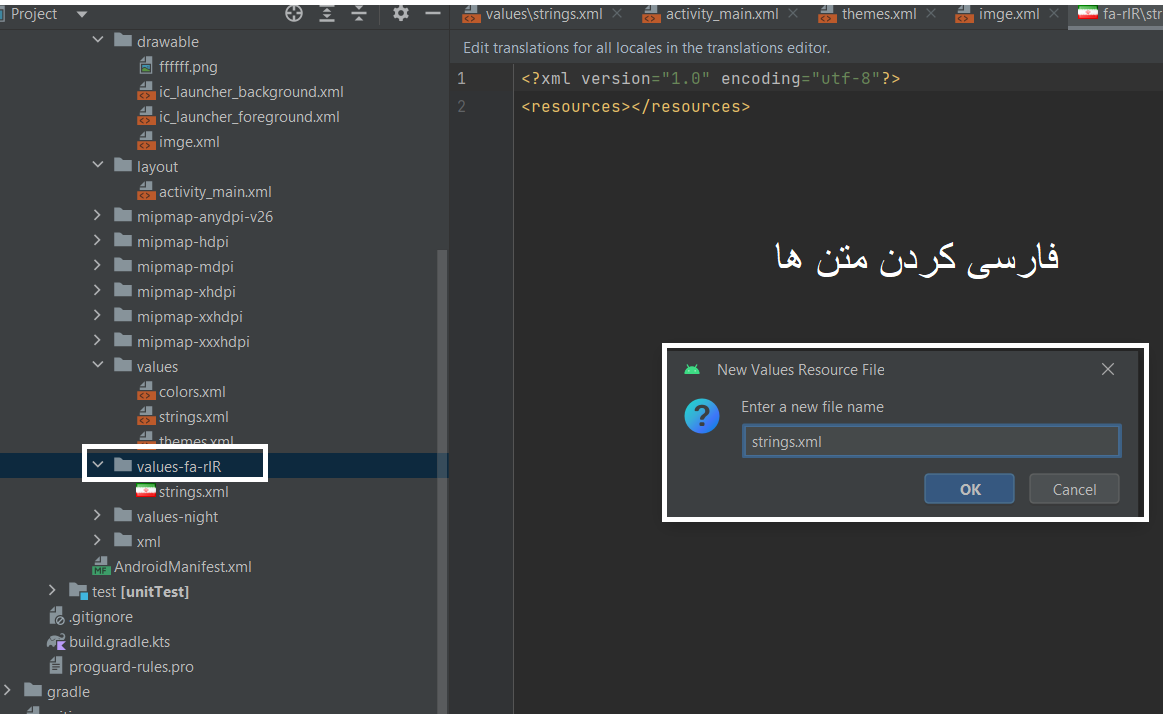 Project
values\strings.xml
activity_main.xml
themes.xml
imge.xml
fa-rIR\str
drawable
ffffff.png
ic_launcher_background.xml
ic_launcher_foreground.xml
imge.xml
layout
activity_main.xml
mipmap-anydpi-v26
mipmap-hdpi
mipmap-mdpi
mipmap-xhdpi
mipmap-xxhdpi
mipmap-xxxhdpi
values
colors.xml
strings.xml
themes.xml
values-fa-rIR
strings.xml
values-night
xml
MF AndroidManifest.xml
test [unitTest]
.gitignore
build.gradle.kts
proguard-rules.pro
gradle
Edit translations for all locales in the translations editor.
1 <?xml version="1.0" encoding="utf-8"?>
2 <resources></resources>
فارسی کردن متن ها
New Values Resource File
Enter a new file name
strings.xml
OK
Cancel